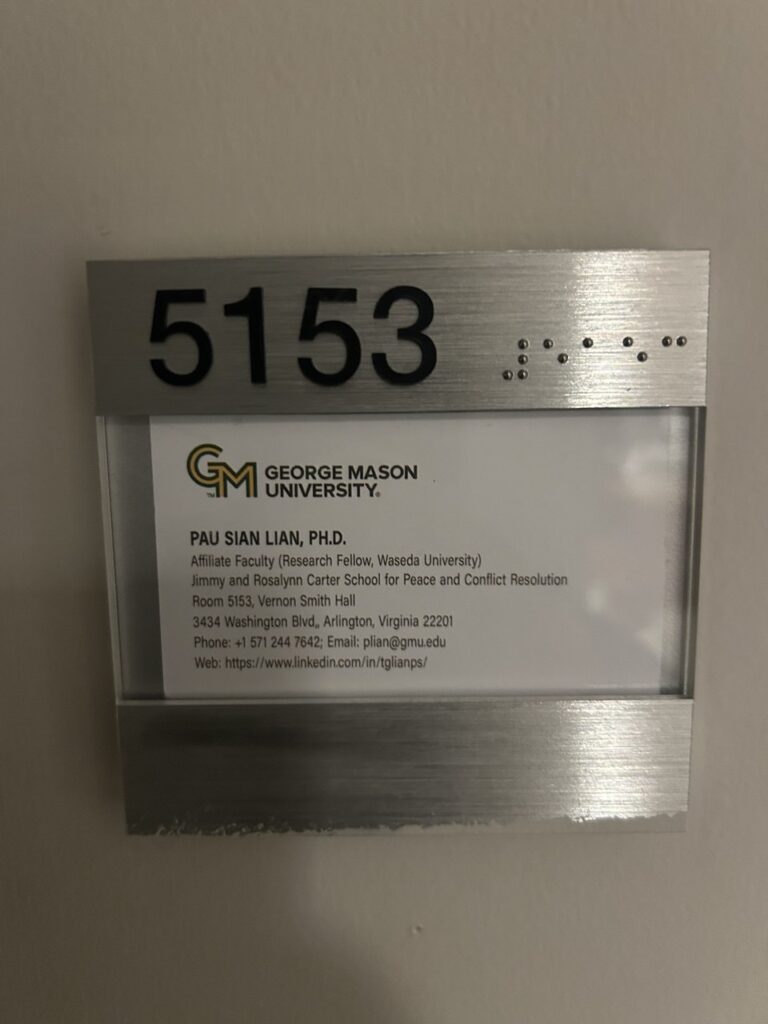 5153
⠼⠑⠁⠑⠉
GM GEORGE MASON
UNIVERSITY®
TM
PAU SIAN LIAN, PH.D.
Affiliate Faculty (Research Fellow, Waseda University)
Jimmy and Rosalynn Carter School for Peace and Conflict Resolution
Room 5153, Vernon Smith Hall
3434 Washington Blvd,, Arlington, Virginia 22201
Phone: +1 571 244 7642; Email: plian@gmu.edu
Web: https://www.linkedin.com/in/tglianps/